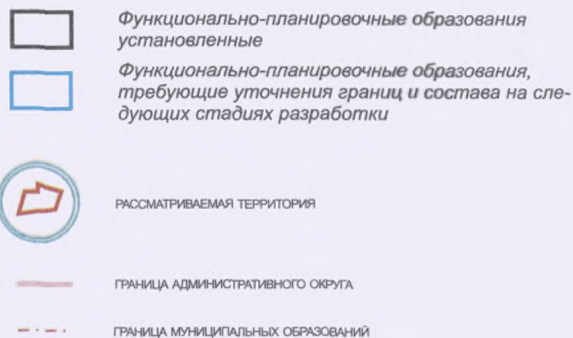 Функционально-планировочные образования
установленные
Функционально-планировочные образования,
требующие уточнения границ и состава на сле-
дующих стадиях разработки
РАССМАТРИВАЕМАЯ ТЕРРИТОРИЯ
ГРАНИЦА АДМИНИСТРАТИВНОГО ОКРУГА
ГРАНИЦА МУНИЦИПАЛЬНЫХ ОБРАЗОВАНИЙ